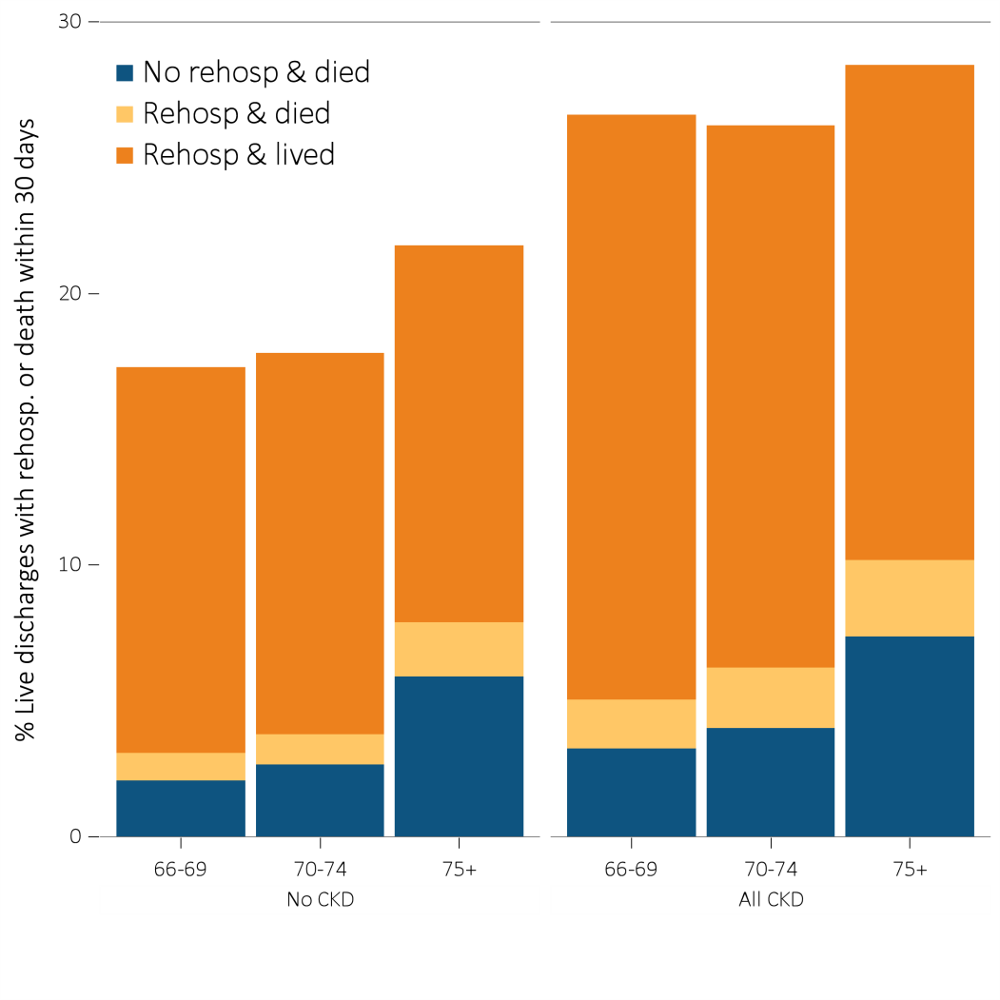 % Live discharges with rehosp. or death within 30 days
30
20
10
0
No rehosp & died
Rehosp & died
Rehosp & lived
66-69 70-74 75+ 66-69 70-74 75+
No CKD All CKD